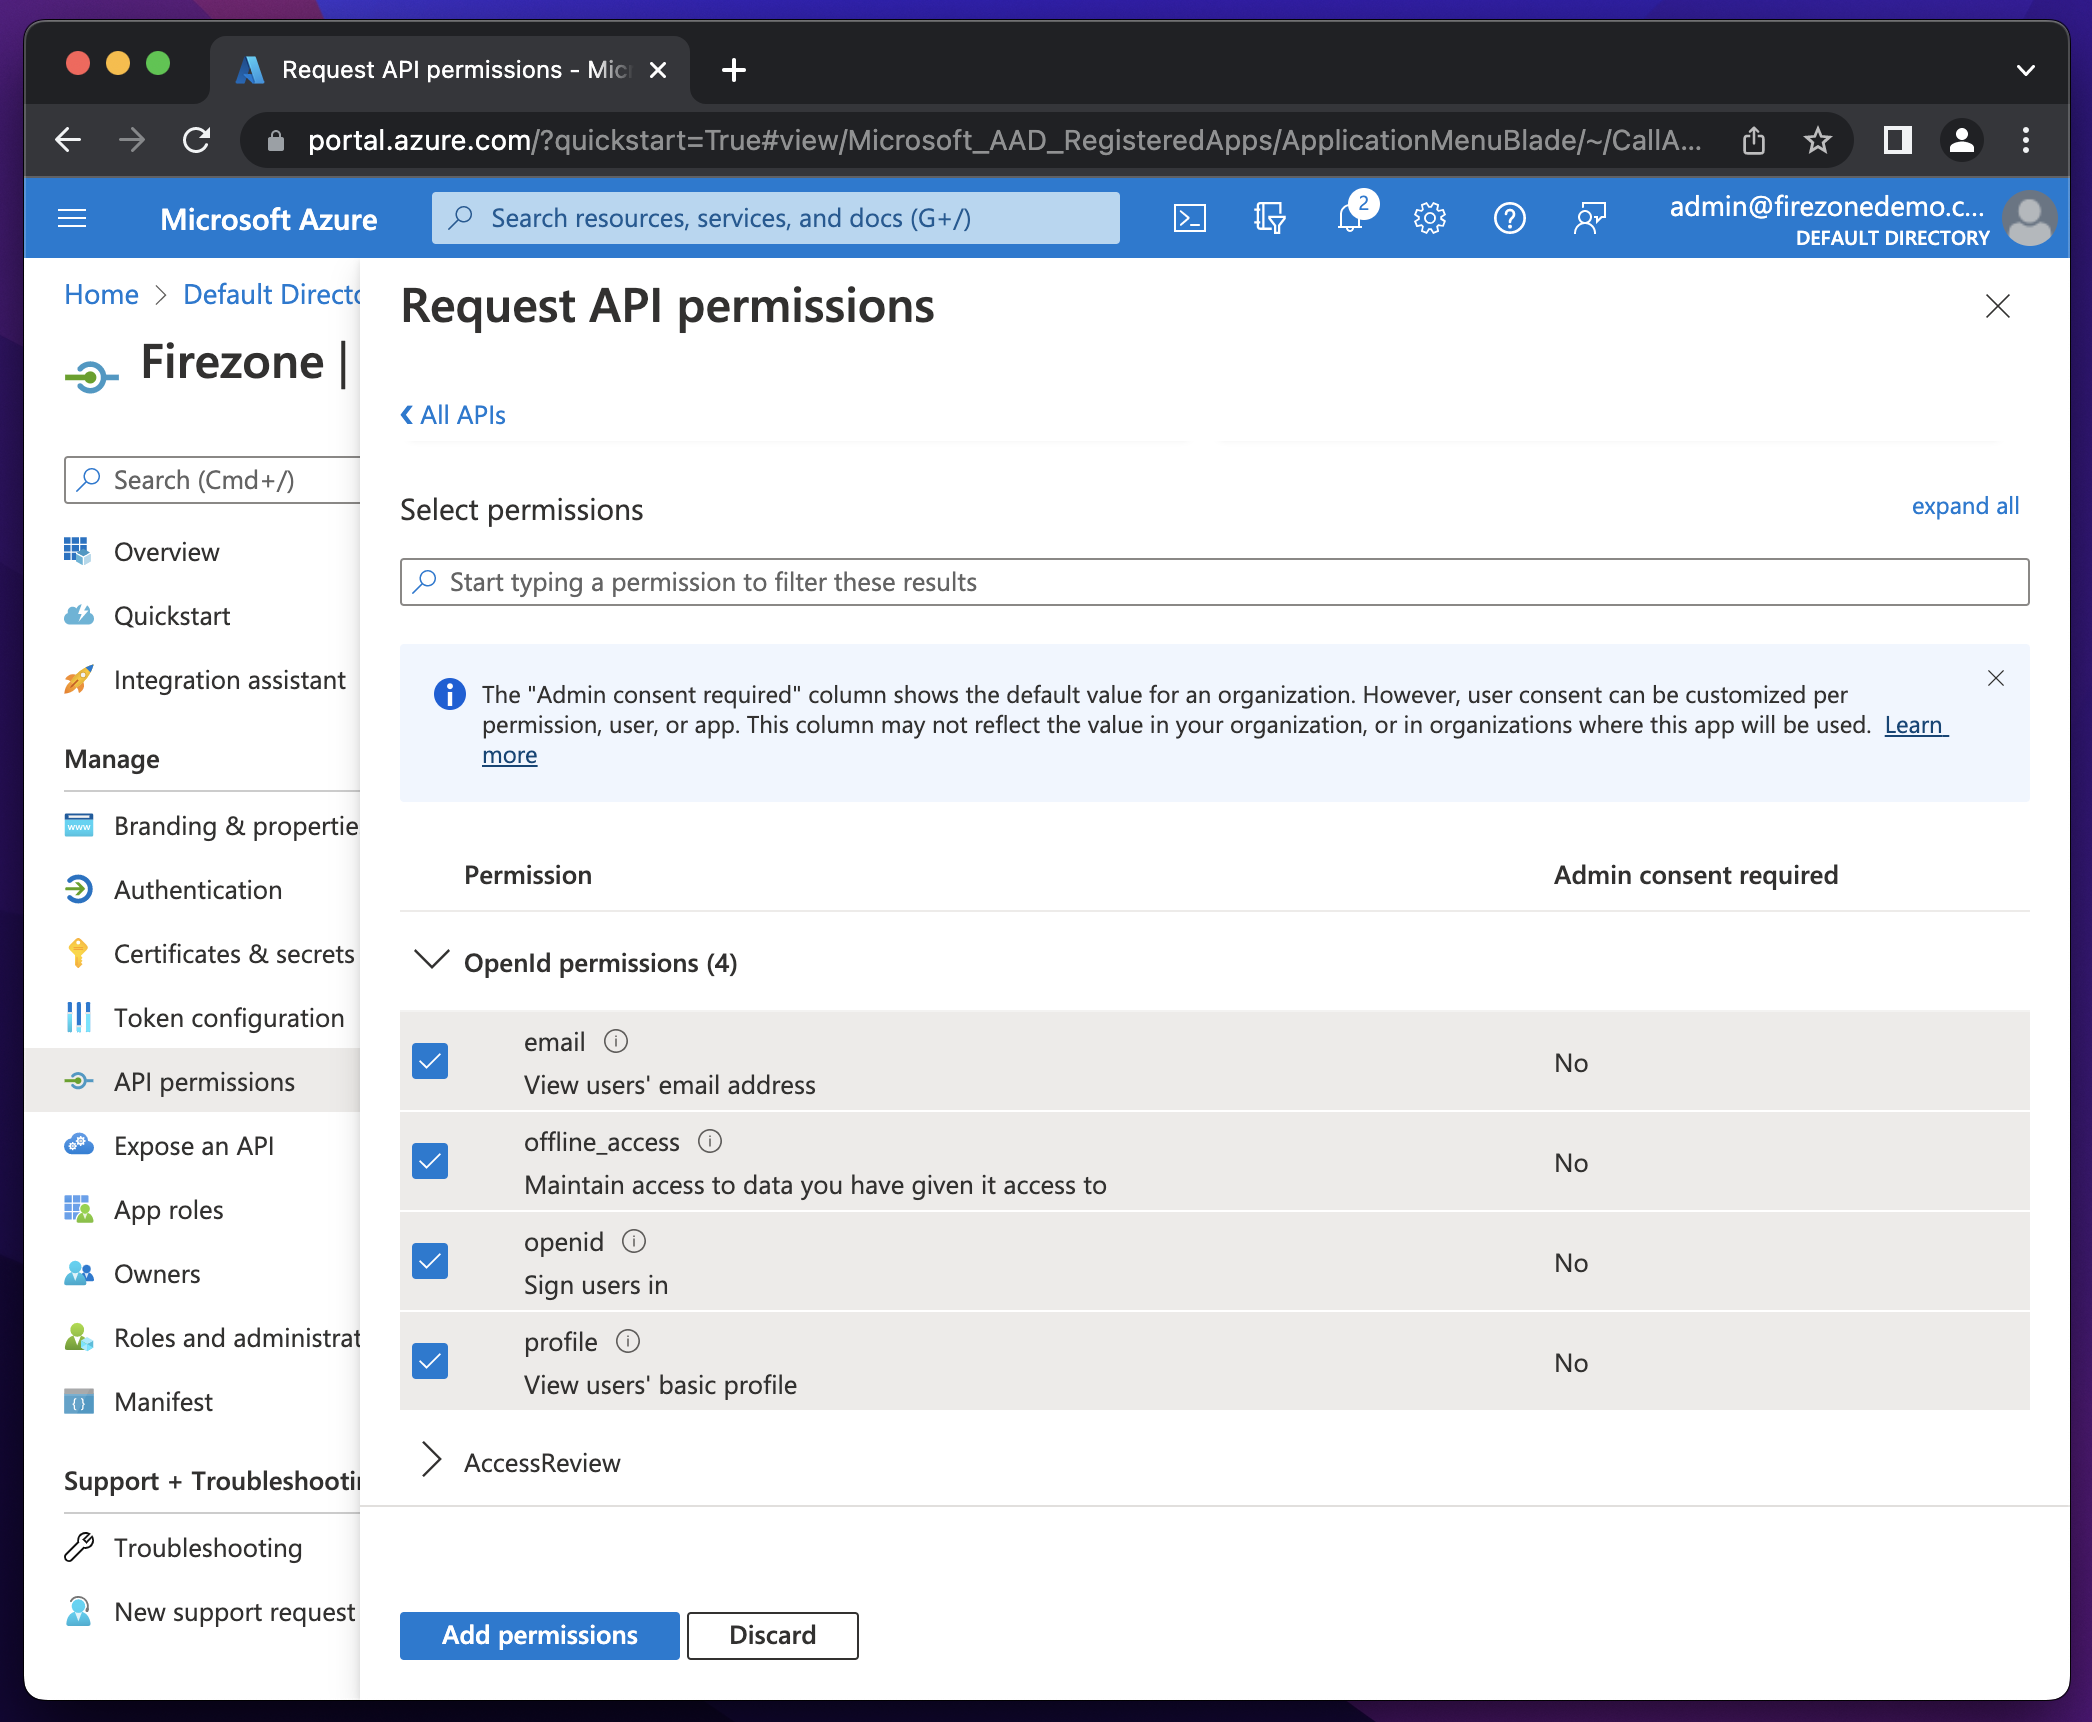 Request API permissions - Mic
portal.azure.com/?quickstart=True#view/Microsoft_AAD_RegisteredApps/ApplicationMenuBlade/~/CallA...
Microsoft Azure
Search resources, services, and docs (G+/)
2
admin@firezonedemo.c...
DEFAULT DIRECTORY
Home > Default Directo
Firezone |
Search (Cmd+/)
Overview
Quickstart
Integration assistant
Manage
Branding & propertie
Authentication
Certificates & secrets
Token configuration
API permissions
Expose an API
App roles
Owners
Roles and administrat
Manifest
Support + Troubleshootin
Troubleshooting
New support request
Request API permissions
All APIs
Select permissions
expand all
Start typing a permission to filter these results
The "Admin consent required" column shows the default value for an organization. However, user consent can be customized per
permission, user, or app. This column may not reflect the value in your organization, or in organizations where this app will be used. Learn
more
Permission
Admin consent required
OpenId permissions (4)
email
View users' email address
No
offline_access
Maintain access to data you have given it access to
No
openid
Sign users in
No
profile
View users' basic profile
No
AccessReview
Add permissions
Discard